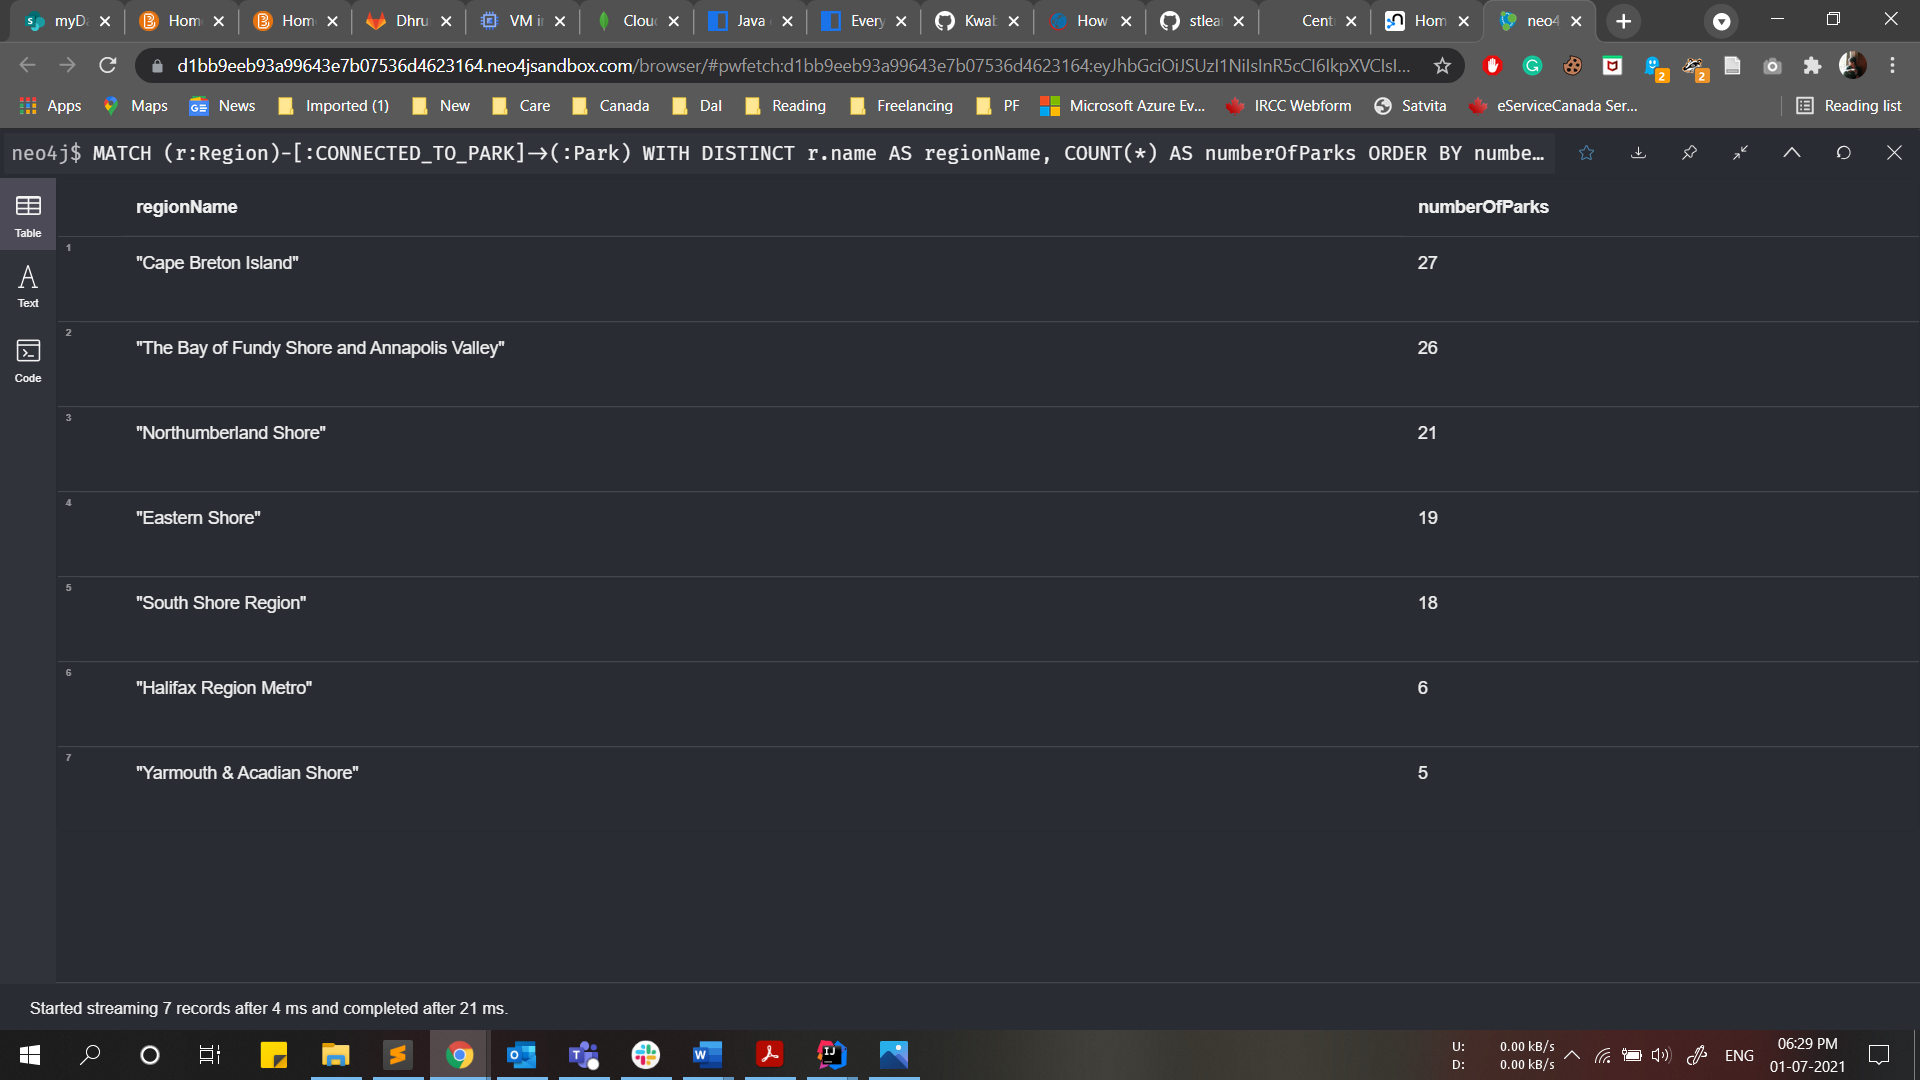 myDa
Hom
Hom
Dhru
VM in
Clou
Java
Every
Kwab
How
stlear
Cent
Hom
neo4
d1bb9eeb93a99643e7b07536d4623164.neo4jsandbox.com/browser/#pwfetch:d1bb9eeb93a99643e7b07536d4623164:eyJhbGciOiJSUzI1NiIsInR5cCI6IkpXVCIsI...
2
2
Apps Maps News Imported (1) New Care Canada Dal Reading Freelancing PF Microsoft Azure Ev... IRCC Webform Satvita eServiceCanada Ser... Reading list
neo4j$ MATCH (r:Region)-[:CONNECTED_TO_PARK]→(:Park) WITH DISTINCT r.name AS regionName, COUNT(*) AS numberOfParks ORDER BY numbe…
Table
Text
Code
regionName numberOfParks
1 "Cape Breton Island" 27
2 "The Bay of Fundy Shore and Annapolis Valley" 26
3 "Northumberland Shore" 21
4 "Eastern Shore" 19
5 "South Shore Region" 18
6 "Halifax Region Metro" 6
7 "Yarmouth & Acadian Shore" 5
Started streaming 7 records after 4 ms and completed after 21 ms.
U: 0.00 kB/s
D: 0.00 kB/s
ENG
06:29 PM
01-07-2021